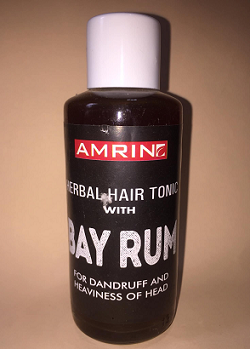 AMRIN
HERBAL HAIR TONIC
WITH
BAY RUM
FOR DANDRUFF AND
HEAVINESS OF HEAD